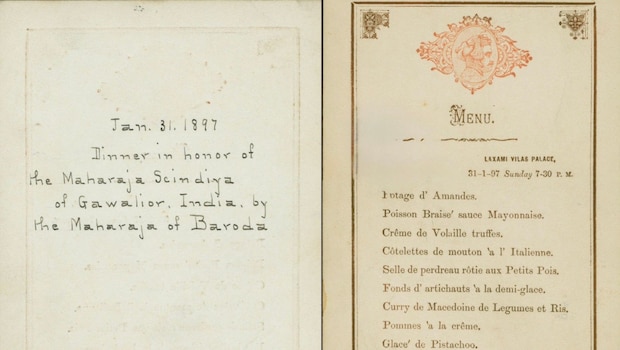 Jan. 31. 1897
Dinner in honor of
the Maharaja Scindiya
of Gawalior, India, by
the Maharaja of Baroda
MENU.
LAXAMI VILAS PALACE,
31-1-97 Sunday 7-30 P. M.
Potage d' Amandes.
Poisson Braise' sauce Mayonnaise.
Crême de Volaille truffes.
Côtelettes de mouton 'a l' Italienne.
Selle de perdreau rôtie aux Petits Pois.
Fonds d' artichauts 'a la demi-glace.
Curry de Macedoine de Legumes et Ris.
Pommes 'a la crême.
Glace' de Pistachoo.